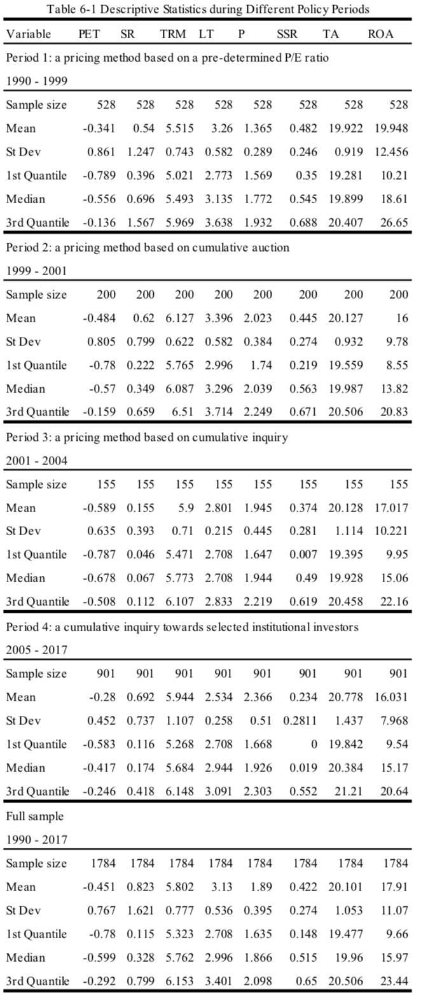 Table 6-1 Descriptive Statistics during Different Policy Periods
Variable PET SR TRM LT P SSR TA ROA
Period 1: a pricing method based on a pre-determined P/E ratio
1990 - 1999
Sample size 528 528 528 528 528 528 528 528
Mean -0.341 0.54 5.515 3.26 1.365 0.482 19.922 19.948
St Dev 0.861 1.247 0.743 0.582 0.289 0.246 0.919 12.456
1st Quantile -0.789 0.396 5.021 2.773 1.569 0.35 19.281 10.21
Median -0.556 0.696 5.493 3.135 1.772 0.545 19.899 18.61
3rd Quantile -0.136 1.567 5.969 3.638 1.932 0.688 20.407 26.65
Period 2: a pricing method based on cumulative auction
1999 - 2001
Sample size 200 200 200 200 200 200 200 200
Mean -0.484 0.62 6.127 3.396 2.023 0.445 20.127 16
St Dev 0.805 0.799 0.622 0.582 0.384 0.274 0.932 9.78
1st Quantile -0.78 0.222 5.765 2.996 1.74 0.219 19.559 8.55
Median -0.57 0.349 6.087 3.296 2.039 0.563 19.987 13.82
3rd Quantile -0.159 0.659 6.51 3.714 2.249 0.671 20.506 20.83
Period 3: a pricing method based on cumulative inquiry
2001 - 2004
Sample size 155 155 155 155 155 155 155 155
Mean -0.589 0.155 5.9 2.801 1.945 0.374 20.128 17.017
St Dev 0.635 0.393 0.71 0.215 0.445 0.281 1.114 10.221
1st Quantile -0.787 0.046 5.471 2.708 1.647 0.007 19.395 9.95
Median -0.678 0.067 5.773 2.708 1.944 0.49 19.928 15.06
3rd Quantile -0.508 0.112 6.107 2.833 2.219 0.619 20.458 22.16
Period 4: a cumulative inquiry towards selected institutional investors
2005 - 2017
Sample size 901 901 901 901 901 901 901 901
Mean -0.28 0.692 5.944 2.534 2.366 0.234 20.778 16.031
St Dev 0.452 0.737 1.107 0.258 0.51 0.2811 1.437 7.968
1st Quantile -0.583 0.116 5.268 2.708 1.668 0 19.842 9.54
Median -0.417 0.174 5.684 2.944 1.926 0.019 20.384 15.17
3rd Quantile -0.246 0.418 6.148 3.091 2.303 0.552 21.21 20.64
Full sample
1990 - 2017
Sample size 1784 1784 1784 1784 1784 1784 1784 1784
Mean -0.451 0.823 5.802 3.13 1.89 0.422 20.101 17.91
St Dev 0.767 1.621 0.777 0.536 0.395 0.274 1.053 11.07
1st Quantile -0.78 0.115 5.323 2.708 1.635 0.148 19.477 9.66
Median -0.599 0.328 5.762 2.996 1.866 0.515 19.96 15.97
3rd Quantile -0.292 0.799 6.153 3.401 2.098 0.65 20.506 23.44